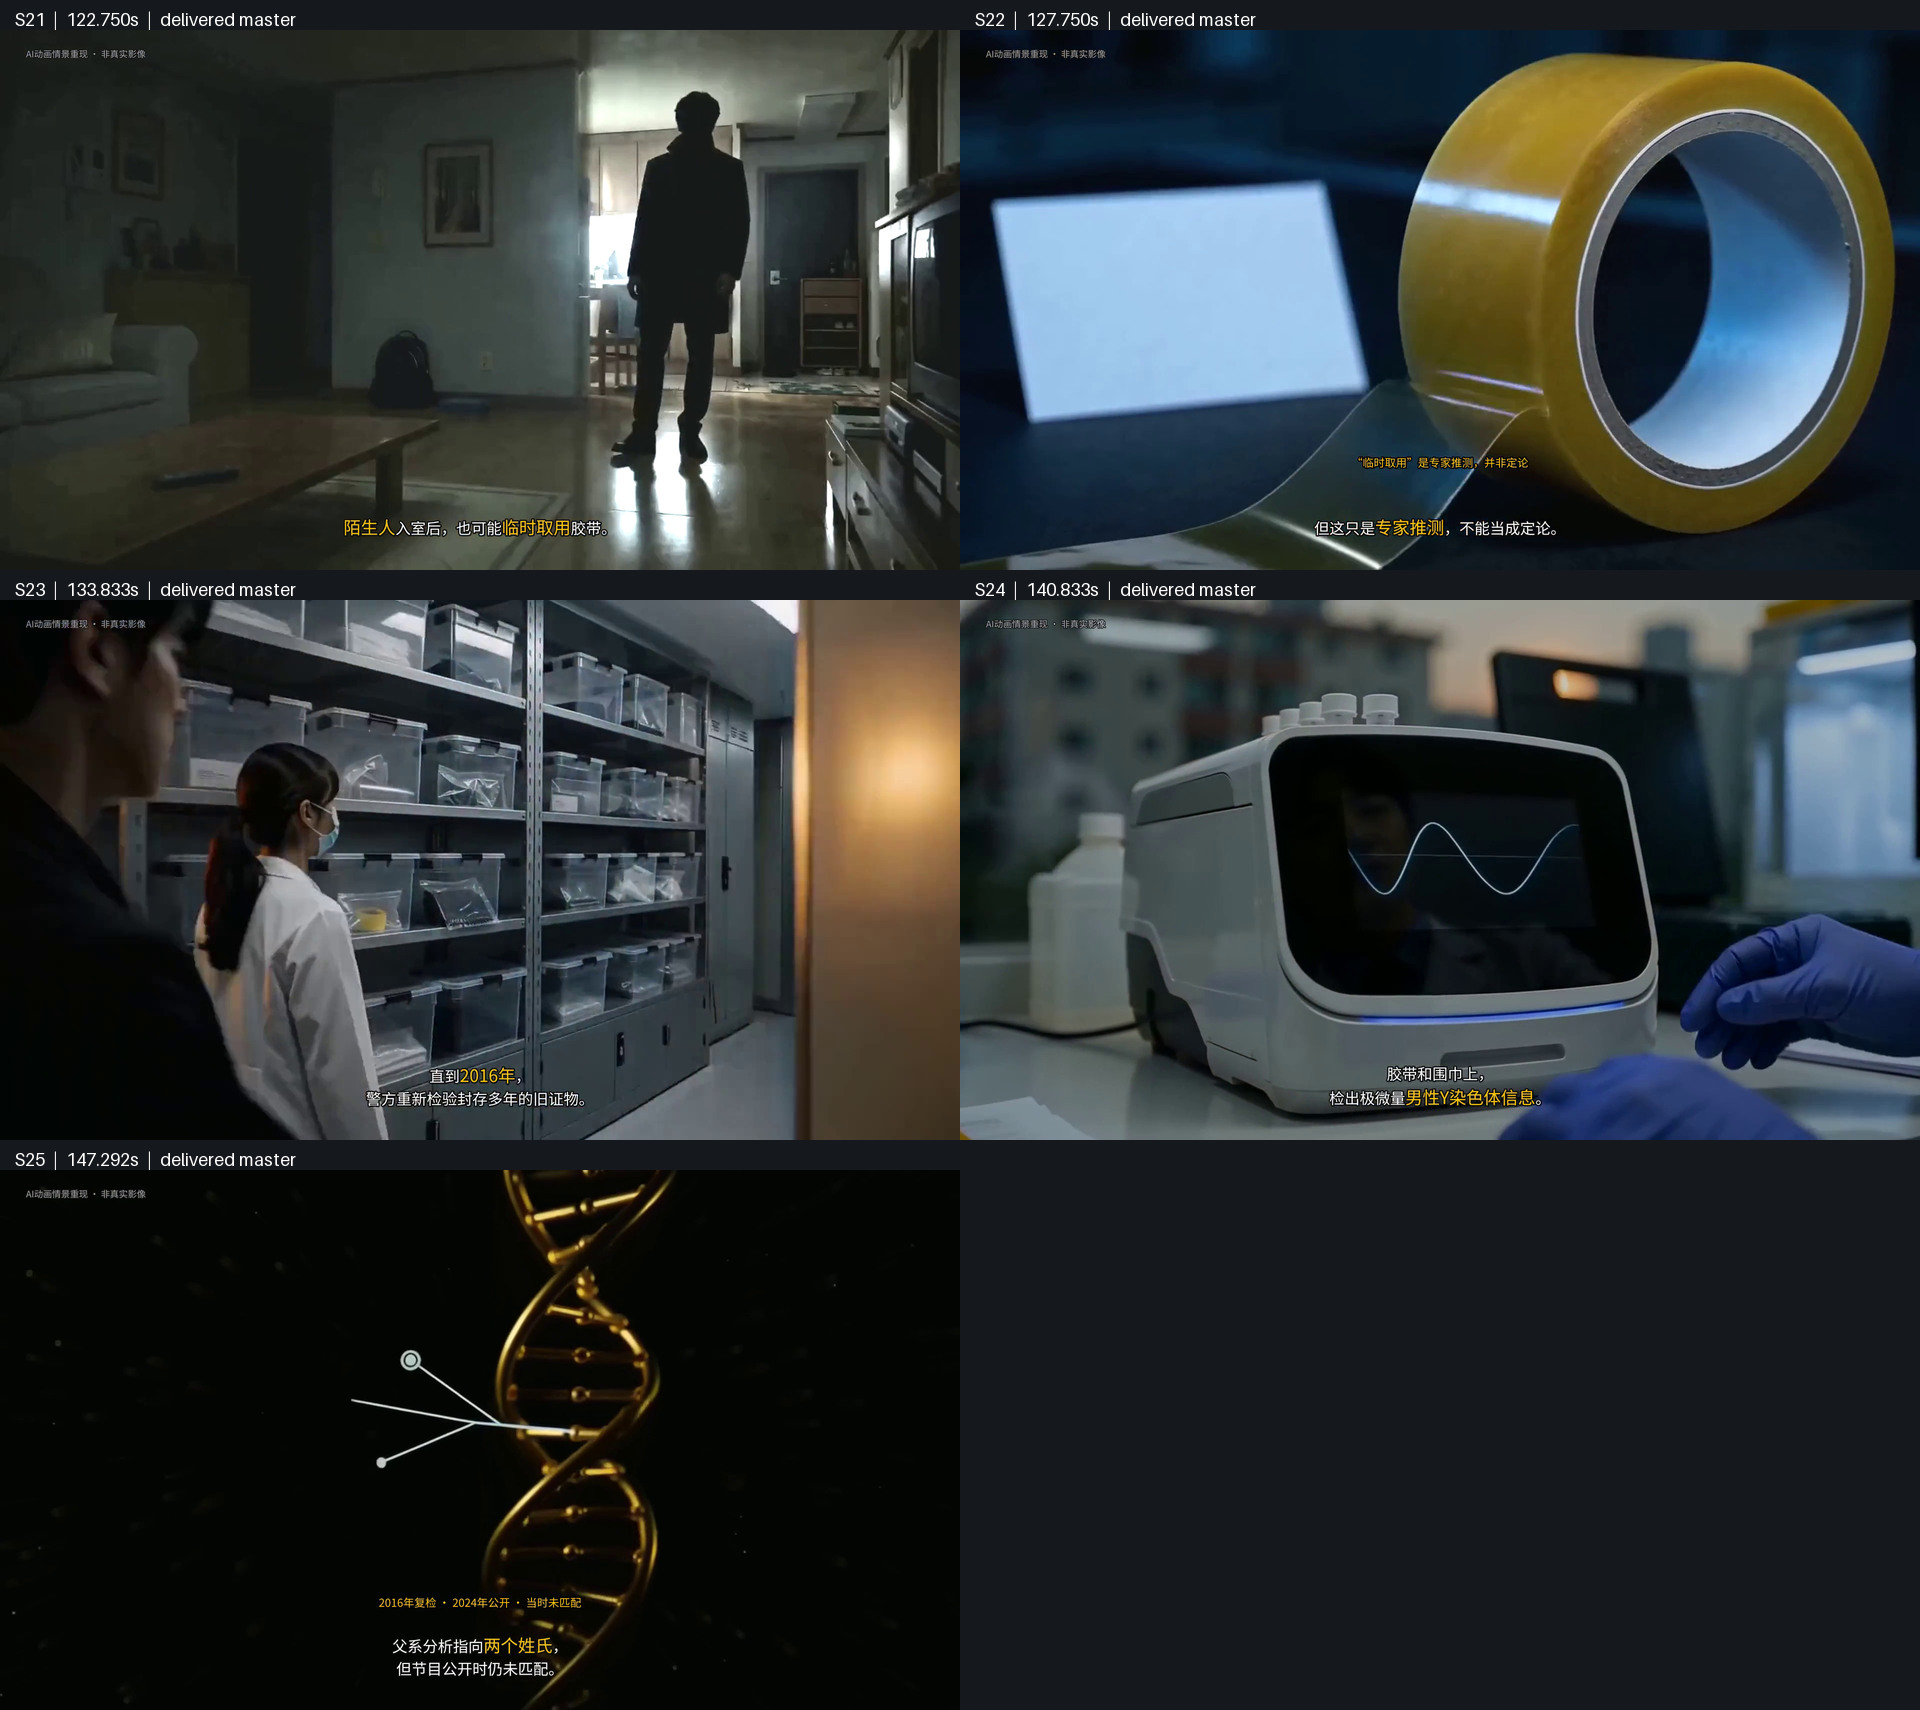 S21 | 122.750s | delivered master
AI动画情景重现 · 非真实影像
陌生人入室后，也可能临时取用胶带。
S22 | 127.750s | delivered master
AI动画情景重现 · 非真实影像
“临时取用”是专家推测，并非定论
但这只是专家推测，不能当成定论。
S23 | 133.833s | delivered master
AI动画情景重现 · 非真实影像
直到2016年，
警方重新检验封存多年的旧证物。
S24 | 140.833s | delivered master
AI动画情景重现 · 非真实影像
胶带和围巾上，
检出极微量男性Y染色体信息。
S25 | 147.292s | delivered master
AI动画情景重现 · 非真实影像
2016年复检 · 2024年公开 · 当时未匹配
父系分析指向两个姓氏，
但节目公开时仍未匹配。